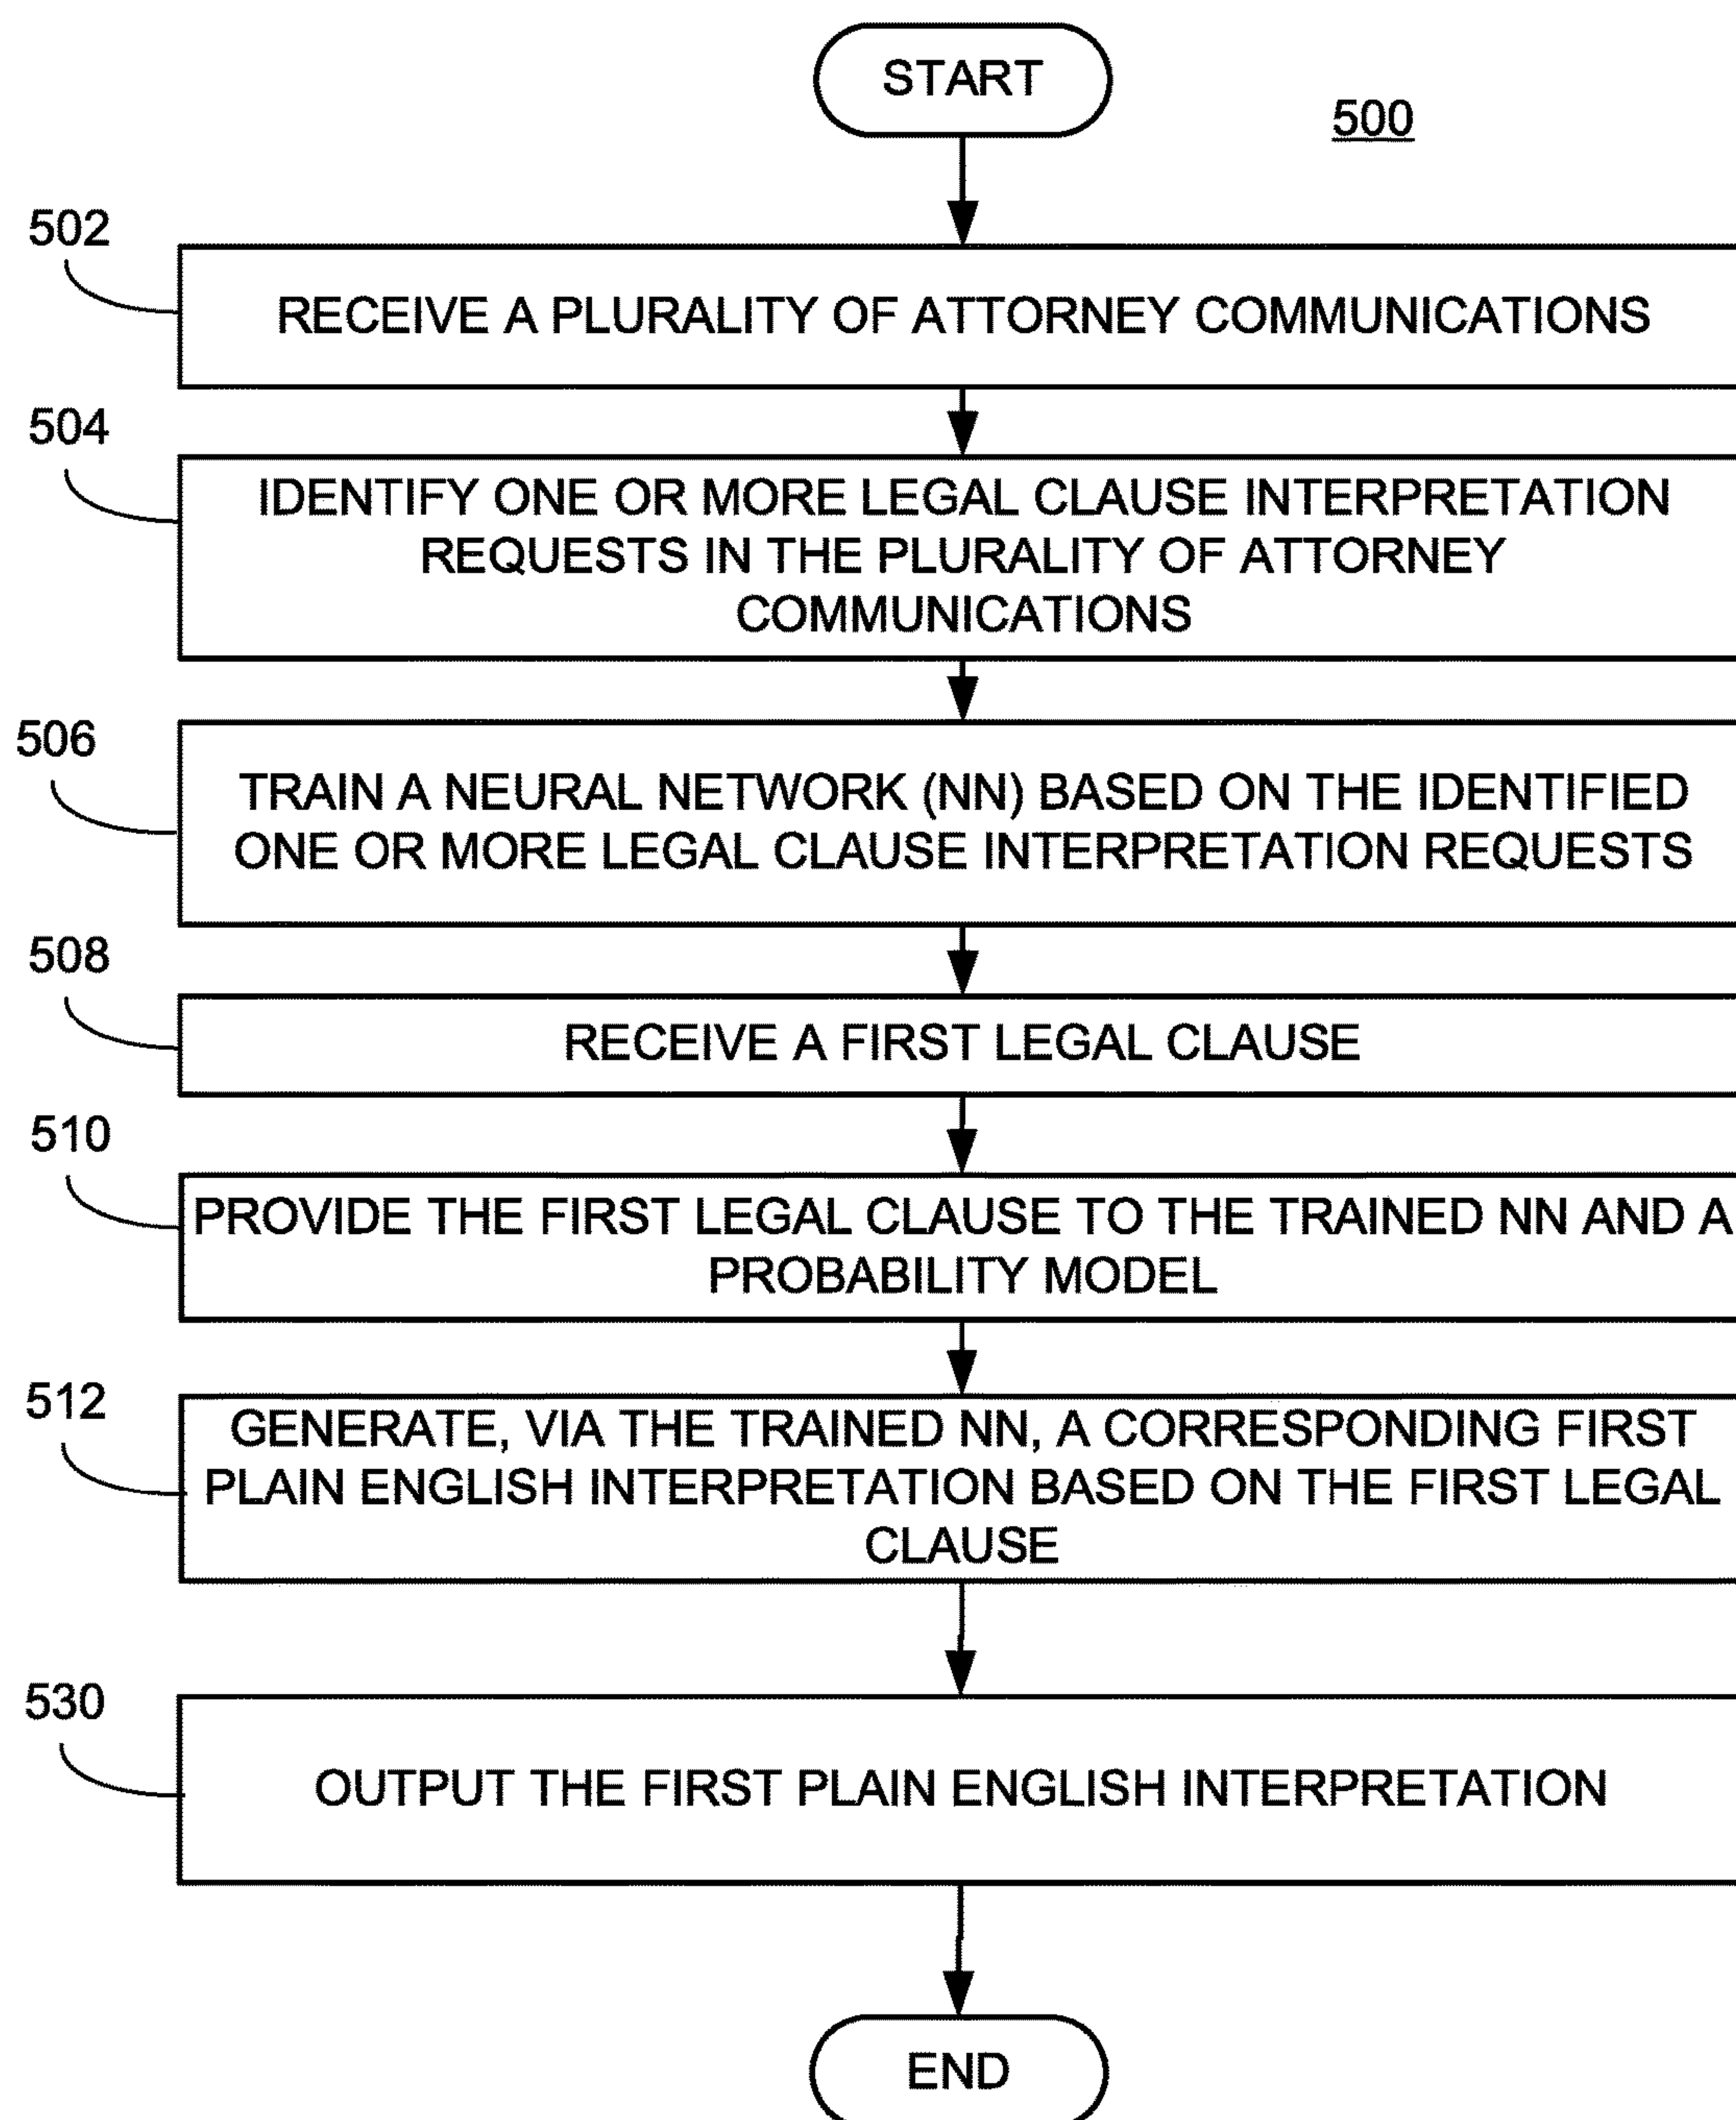 START
500
502
RECEIVE A PLURALITY OF ATTORNEY COMMUNICATIONS
504
IDENTIFY ONE OR MORE LEGAL CLAUSE INTERPRETATION
REQUESTS IN THE PLURALITY OF ATTORNEY
COMMUNICATIONS
506
TRAIN A NEURAL NETWORK (NN) BASED ON THE IDENTIFIED
ONE OR MORE LEGAL CLAUSE INTERPRETATION REQUESTS
508
RECEIVE A FIRST LEGAL CLAUSE
510
PROVIDE THE FIRST LEGAL CLAUSE TO THE TRAINED NN AND A
PROBABILITY MODEL
512
GENERATE, VIA THE TRAINED NN, A CORRESPONDING FIRST
PLAIN ENGLISH INTERPRETATION BASED ON THE FIRST LEGAL
CLAUSE
530
OUTPUT THE FIRST PLAIN ENGLISH INTERPRETATION
END